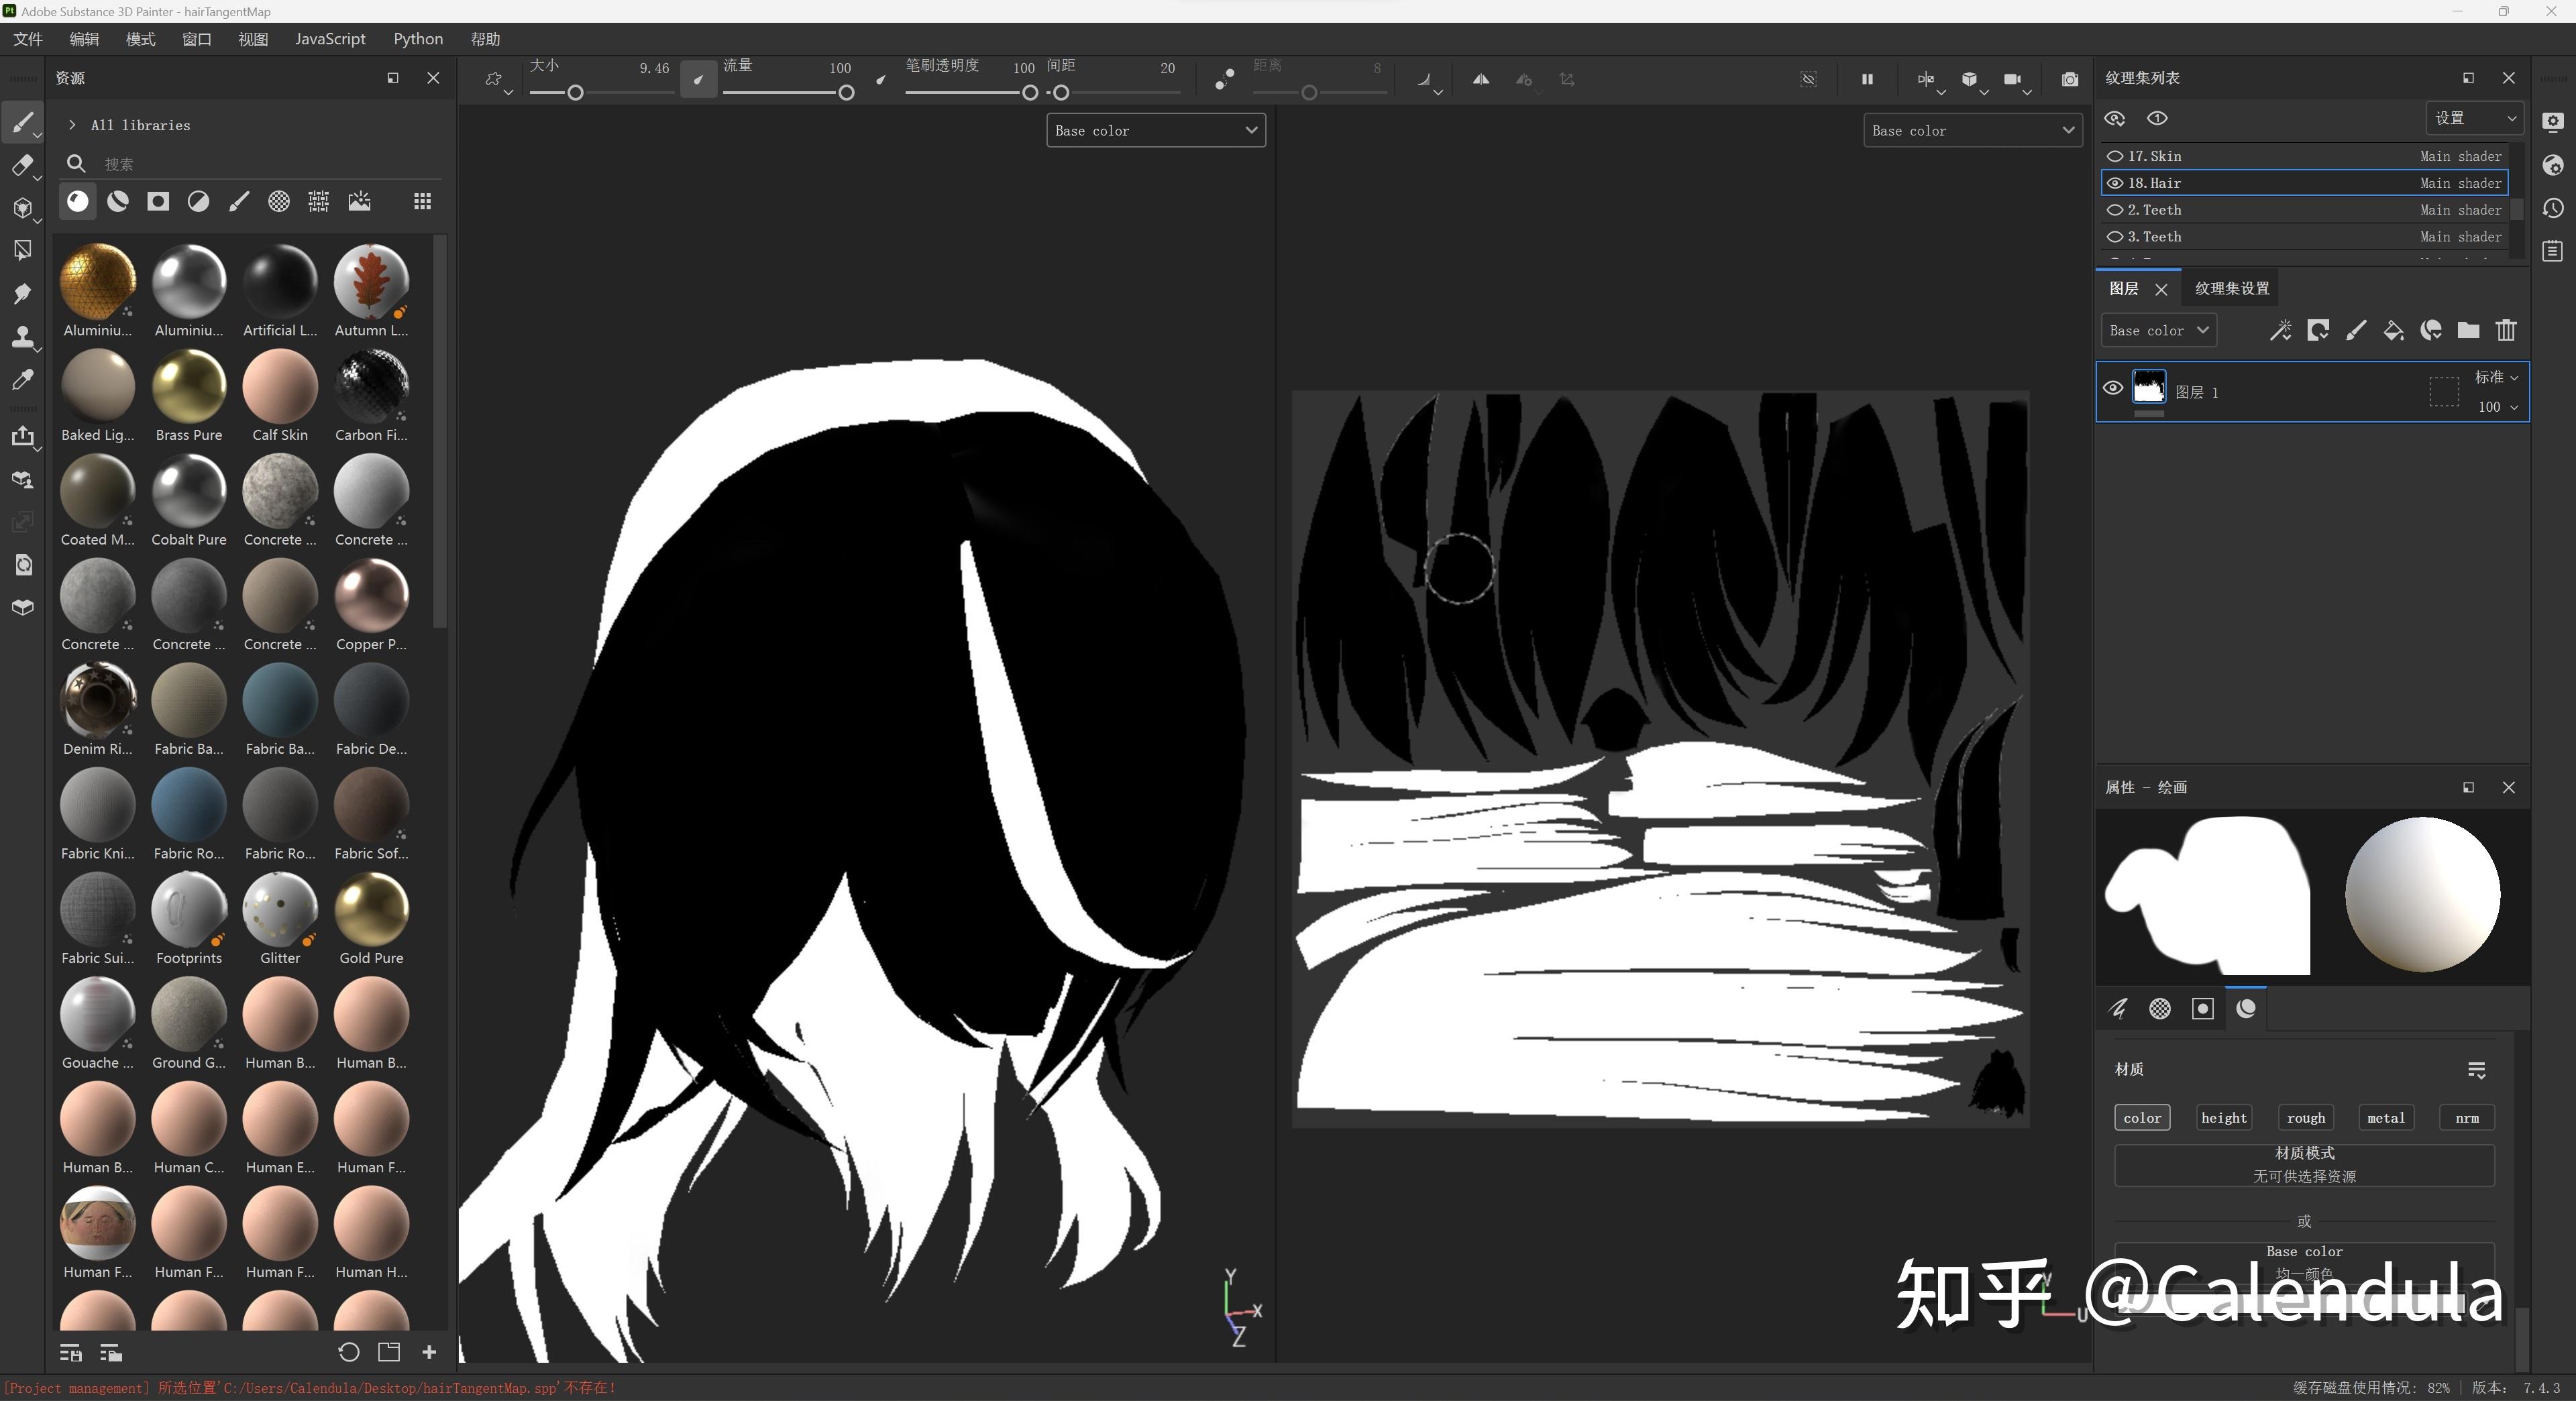 Adobe Substance 3D Painter - hairTangentMap
文件 编辑 模式 窗口 视图 JavaScript Python 帮助
资源
大小 9.46 流量 100 笔刷透明度 100 间距 20 距离 8
All libraries
搜索
Aluminiu... Aluminiu... Artificial L... Autumn L...
Baked Lig... Brass Pure Calf Skin Carbon Fi...
Coated M... Cobalt Pure Concrete ... Concrete ...
Concrete ... Concrete ... Concrete ... Copper P...
Denim Ri... Fabric Ba... Fabric Ba... Fabric De...
Fabric Kni... Fabric Ro... Fabric Ro... Fabric Sof...
Fabric Sui... Footprints Glitter Gold Pure
Gouache ... Ground G... Human B... Human B...
Human B... Human C... Human E... Human F...
Human F... Human F... Human F... Human H...
Base color
Base color
Y
X
Z
U
纹理集列表
设置
17.Skin Main shader
18.Hair Main shader
2.Teeth Main shader
3.Teeth Main shader
图层 纹理集设置
Base color
图层 1 标准
100
属性 - 绘画
材质
color height rough metal nrm
材质模式
无可供选择资源
或
Base color
均一颜色
知乎 @Calendula
[Project management] 所选位置'C:/Users/Calendula/Desktop/hairTangentMap.spp'不存在!
缓存磁盘使用情况: 82% | 版本: 7.4.3